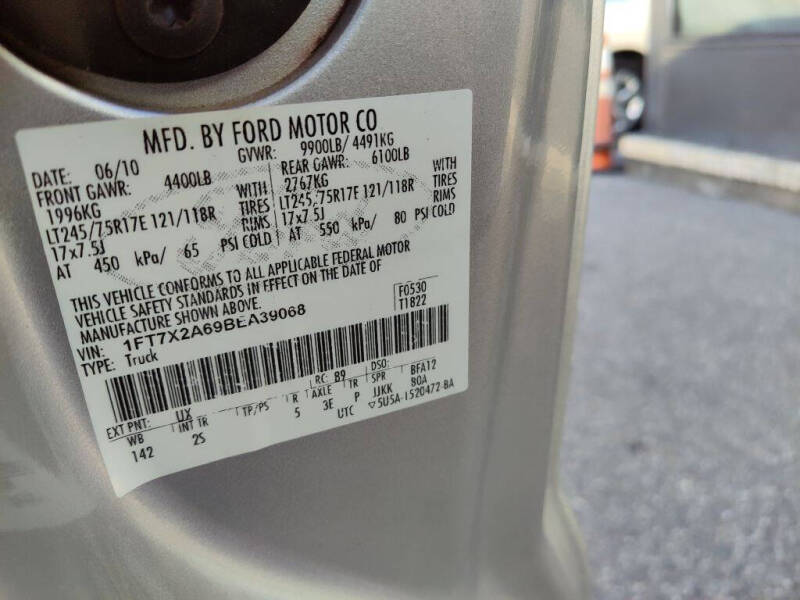 MFD. BY FORD MOTOR CO
DATE: 06/10 GVWR: 9900LB/ 4491KG
FRONT GAWR: 4400LB REAR GAWR: 6100LB
1996KG WITH 2767KG WITH
LT245/75R17E 121/118R TIRES LT245/75R17E 121/118R TIRES
17x7.5J RIMS 17x7.5J RIMS
AT 450 kPa/ 65 PSI COLD AT 550 kPa/ 80 PSI COLD
THIS VEHICLE CONFORMS TO ALL APPLICABLE FEDERAL MOTOR
VEHICLE SAFETY STANDARDS IN EFFECT ON THE DATE OF
MANUFACTURE SHOWN ABOVE.
F0530
T1822
VIN: 1FT7X2A69BEA39068
TYPE: Truck
EXT PNT: UX RC: 89 DSO: BFA12
WB INT TR TP/PS R AXLE TR SPR 80A
142 2S 5 3E P JJKK
UTC ▽5U5A-1520472-BA